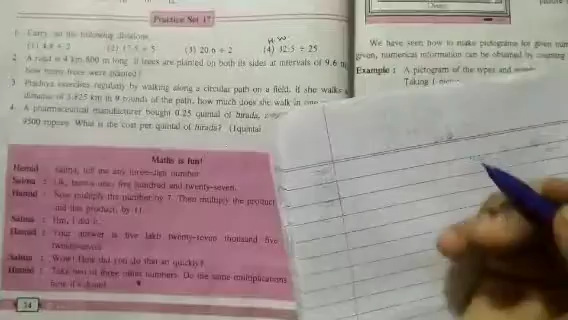 Practice Set 17
1. Carry out the following divisions.
(1) 4.8 ÷ 2 (2) 17.5 ÷ 5 (3) 20.6 ÷ 2 (4) 32.5 ÷ 25
H.W.
2. A road is 4 km 800 m long. If trees are planted on both its sides at intervals of 9.6 m
how many trees were planted?
3. Pradnya exercises regularly by walking along a circular path on a field. If she walks a
distance of 3.825 km in 9 rounds of the path, how much does she walk in one
4. A pharmaceutical manufacturer bought 0.25 quintal of hirada,
9500 rupees. What is the cost per quintal of hirada? (1quintal
Maths is fun!
Hamid : Salma, tell me any three-digit number.
Salma : Ok, here's one, five hundred and twenty-seven.
Hamid : Now multiply the number by 7. Then multiply the product
and this product, by 11.
Salma : Hm, I did it.
Hamid : Your answer is five lakh twenty-seven thousand five
twenty-seven.
Salma : Wow! How did you do that so quickly?
Hamid : Take two or three other numbers. Do the same multiplications
how it's done!
34
We have seen how to make pictograms for given
given, numerical information can be obtained by counting
Example : A pictogram of the types and
Taking 1